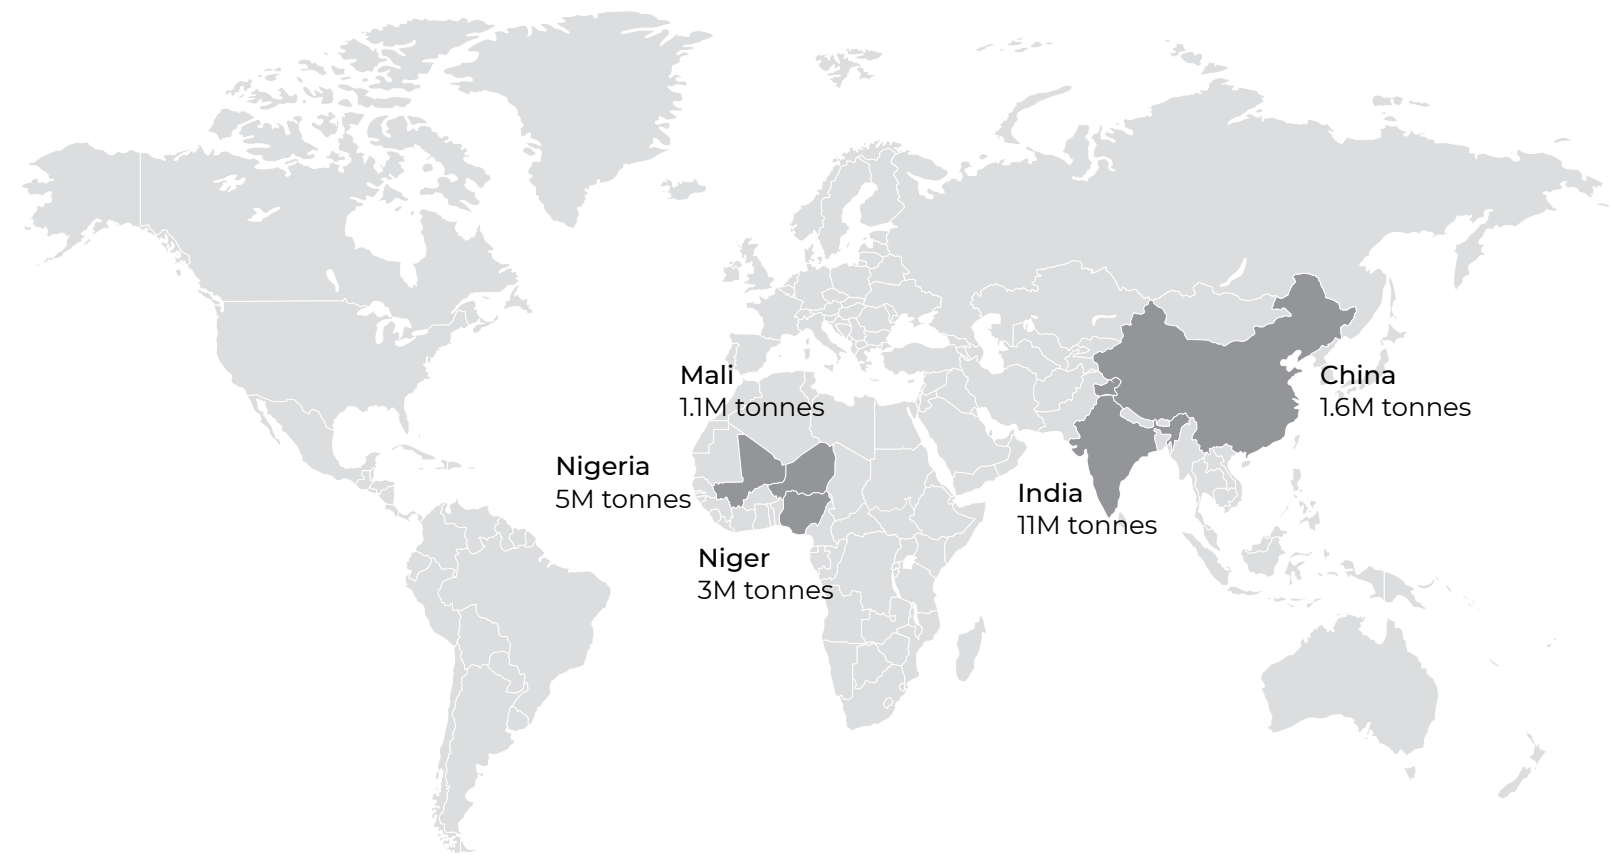 Mali
1.1M tonnes
China
1.6M tonnes
Nigeria
5M tonnes
India
11M tonnes
Niger
3M tonnes